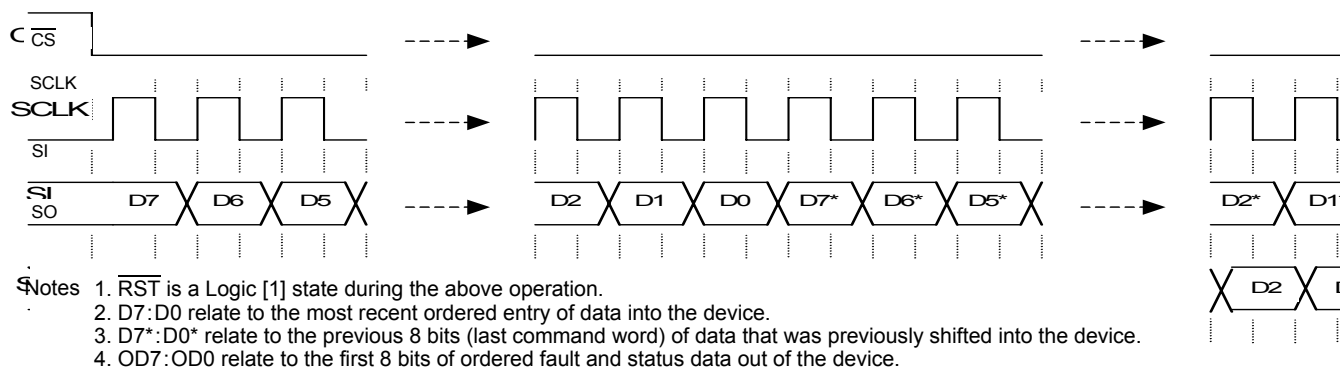 CS
SCLK
SCLK
SI
SI
SO
D7 D6 D5 D2 D1 D0 D7* D6* D5* D2*
D2
Notes 1. RST is a Logic [1] state during the above operation.
2. D7:D0 relate to the most recent ordered entry of data into the device.
3. D7*:D0* relate to the previous 8 bits (last command word) of data that was previously shifted into the device.
4. OD7:OD0 relate to the first 8 bits of ordered fault and status data out of the device.